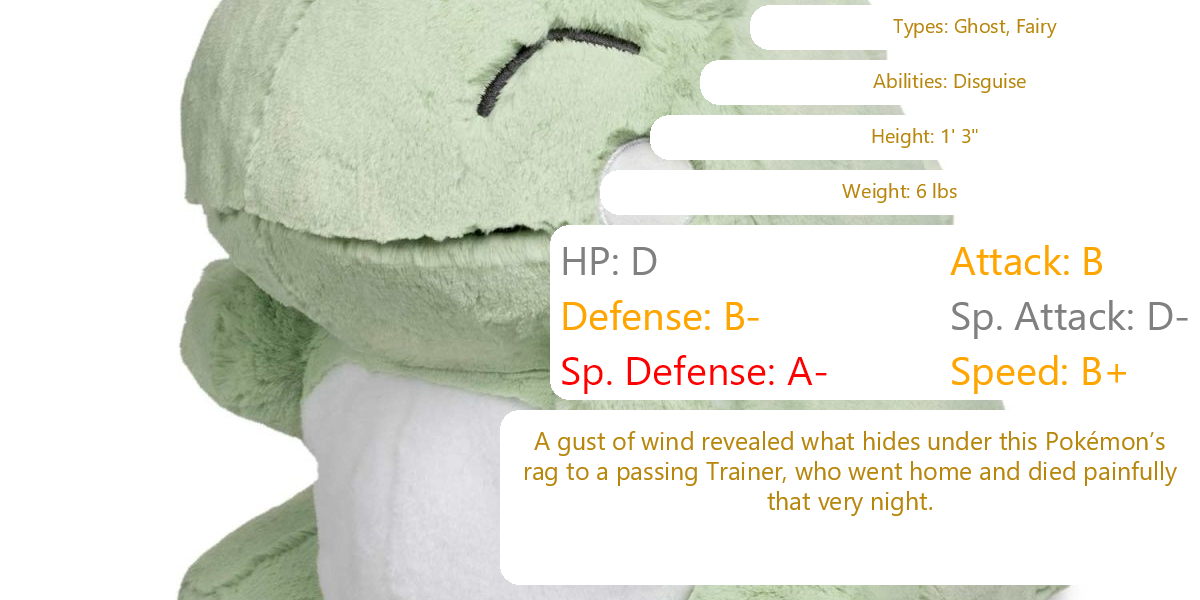 Types: Ghost, Fairy
Abilities: Disguise
Height: 1' 3"
Weight: 6 lbs
HP: D
Attack: B
Defense: B-
Sp. Attack: D-
Sp. Defense: A-
Speed: B+
A gust of wind revealed what hides under this Pokémon’s
rag to a passing Trainer, who went home and died painfully
that very night.